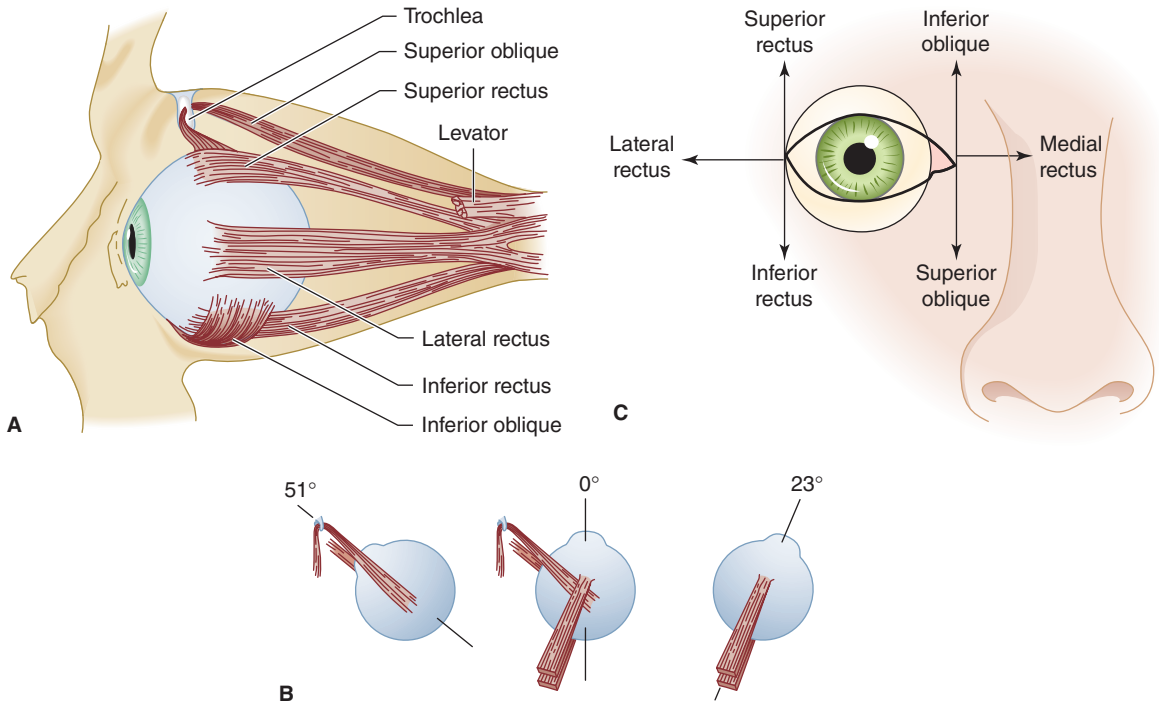 Trochlea
Superior oblique
Superior rectus
Levator
Lateral rectus
Inferior rectus
Inferior oblique
A
Superior
rectus
Inferior
oblique
Lateral
rectus
Medial
rectus
Inferior
rectus
Superior
oblique
C
51°
0°
23°
B